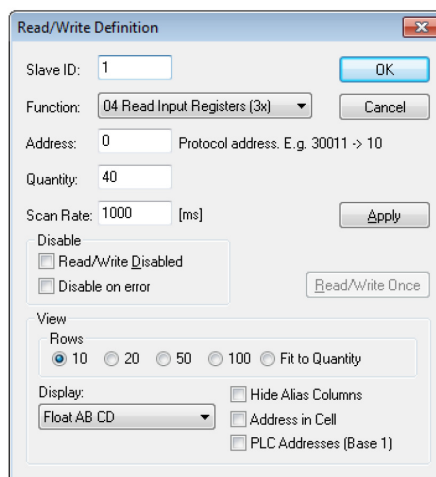 Read/Write Definition
Slave ID: 1 OK
Function: 04 Read Input Registers (3x) Cancel
Address: 0 Protocol address. E.g. 30011 -> 10
Quantity: 40
Scan Rate: 1000 [ms] Apply
Disable
Read/Write Disabled
Disable on error Read/Write Once
View
Rows
10 20 50 100 Fit to Quantity
Display: Hide Alias Columns
Float AB CD Address in Cell
PLC Addresses (Base 1)